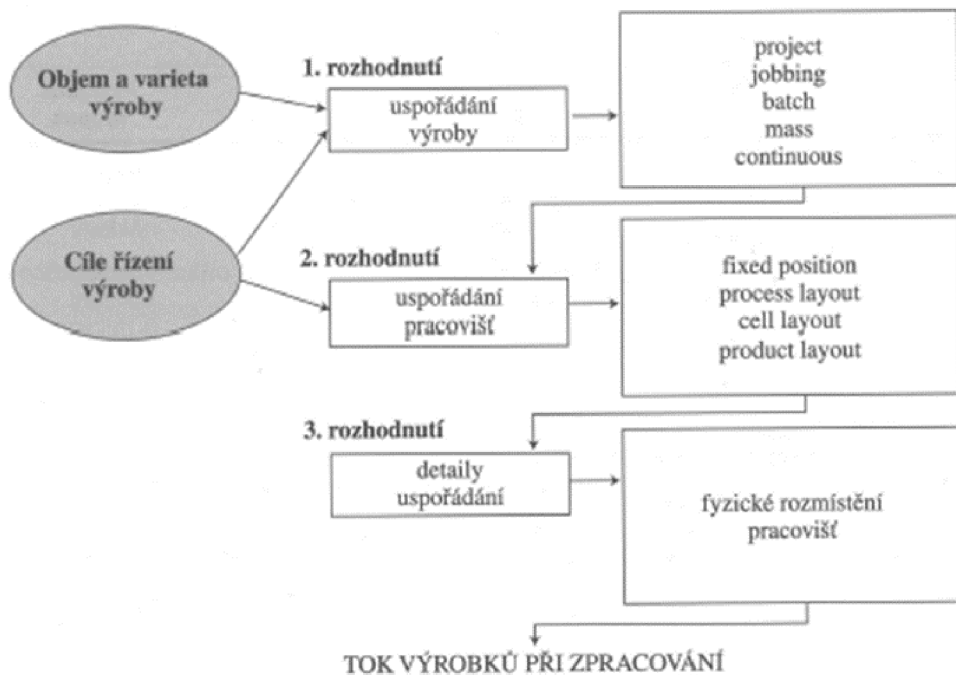 Objem a varieta
výroby
1. rozhodnutí
uspořádání
výroby
project
jobbing
batch
mass
continuous
Cíle řízení
výroby
2. rozhodnutí
uspořádání
pracovišť
fixed position
process layout
cell layout
product layout
3. rozhodnutí
detaily
uspořádání
fyzické rozmístění
pracovišť
TOK VÝROBKŮ PŘI ZPRACOVÁNÍ